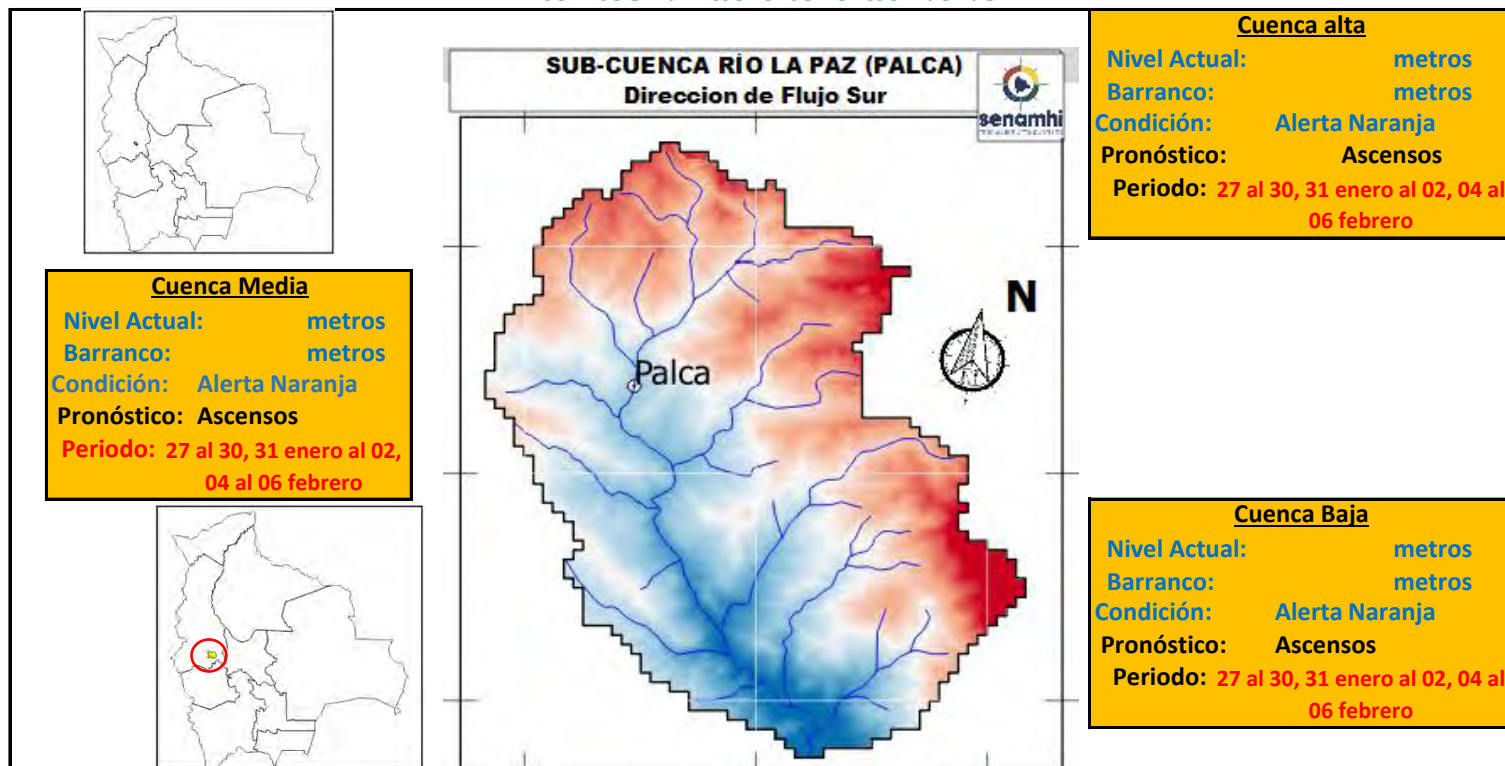 SUB-CUENCA RÍO LA PAZ (PALCA)
Direccion de Flujo Sur
senamhi
N
Palca
Cuenca alta
Nivel Actual: metros
Barranco: metros
Condición: Alerta Naranja
Pronóstico: Ascensos
Periodo: 27 al 30, 31 enero al 02, 04 al
06 febrero
Cuenca Media
Nivel Actual: metros
Barranco: metros
Condición: Alerta Naranja
Pronóstico: Ascensos
Periodo: 27 al 30, 31 enero al 02,
04 al 06 febrero
Cuenca Baja
Nivel Actual: metros
Barranco: metros
Condición: Alerta Naranja
Pronóstico: Ascensos
Periodo: 27 al 30, 31 enero al 02, 04 al
06 febrero